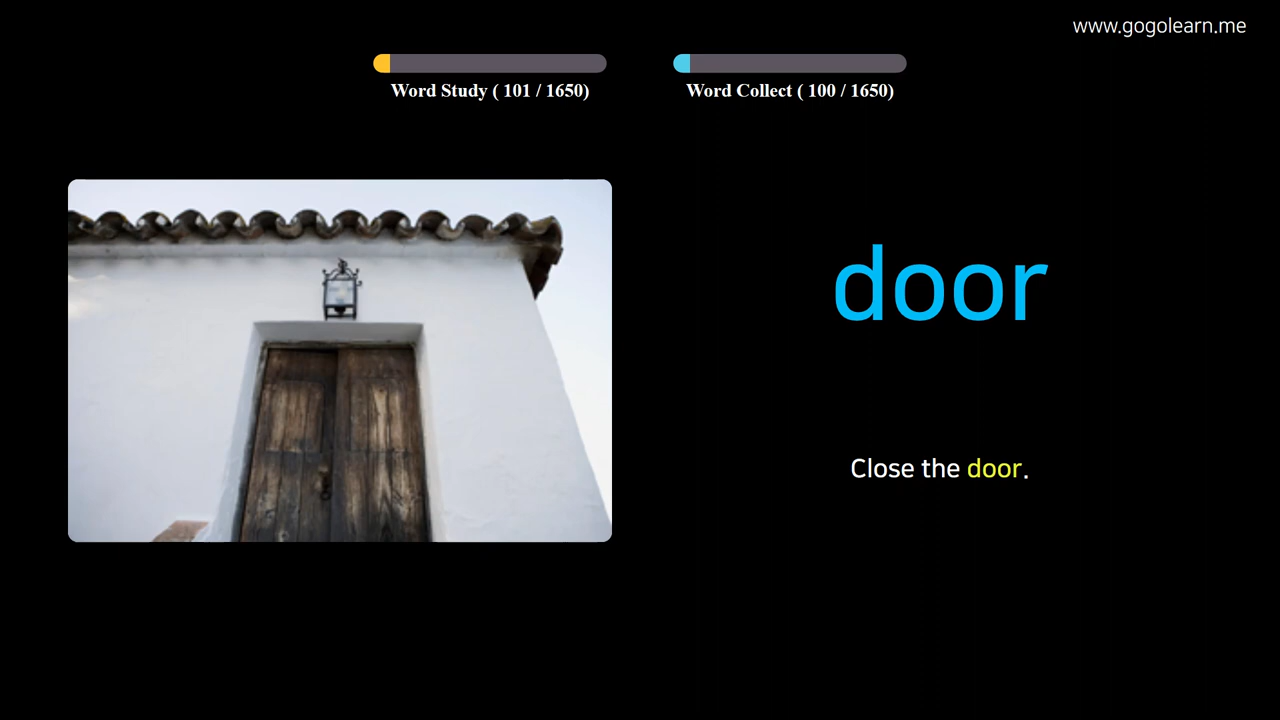 www.gogolearn.me
Word Study ( 101 / 1650)
Word Collect ( 100 / 1650)
door
Close the door.